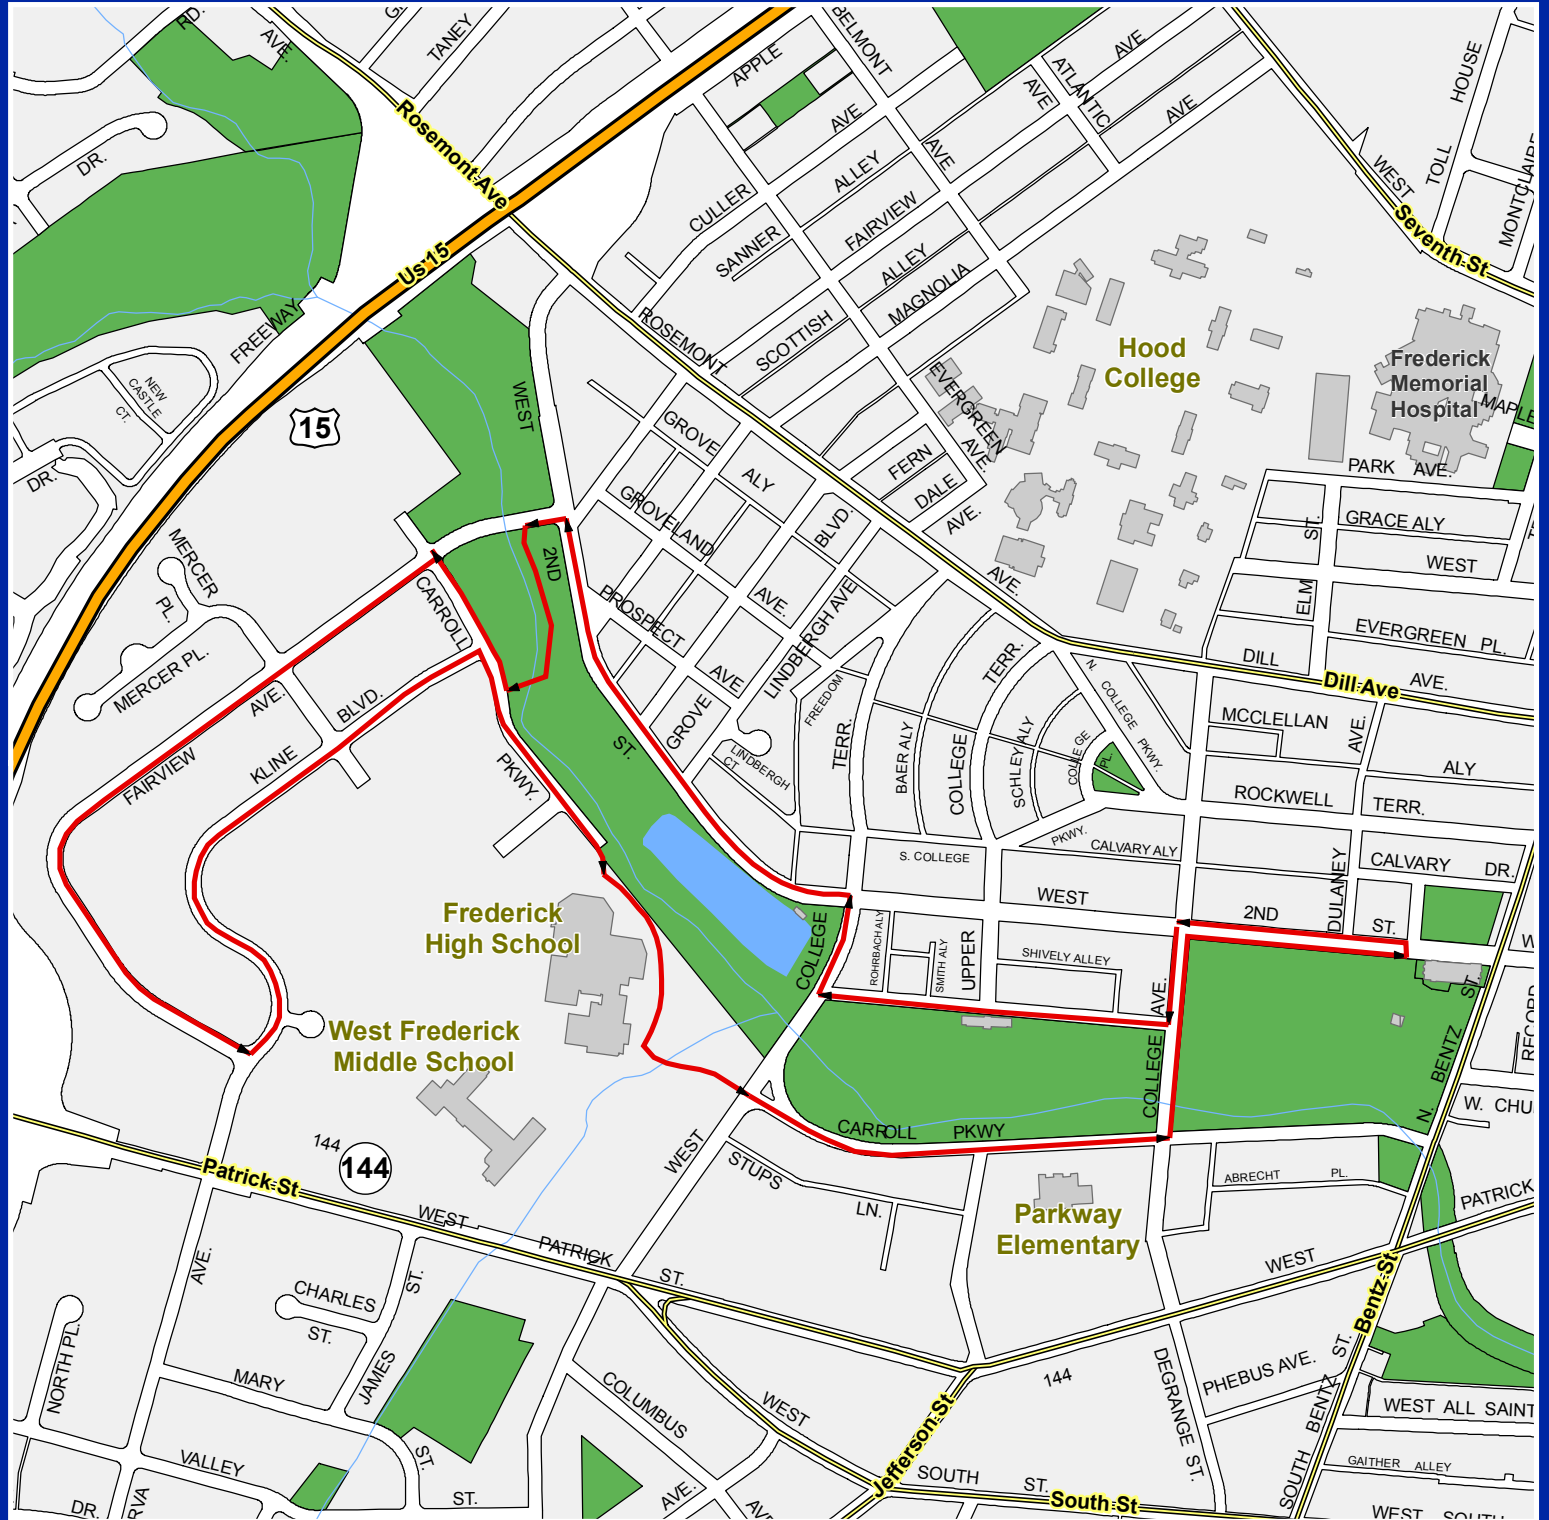 RD.
AVE.
TANEY
Rosemont Ave
APPLE
AVE
BELMONT
AVE
ATLANTIC
AVE
AVE
AVE
HOUSE
TOLL
WEST
Seventh St
MONTCLAIRE
DR.
ALLEY
CULLER
SANNER
FAIRVIEW
ALLEY
MAGNOLIA
SCOTTISH
ROSEMONT
Us 15
FREEWAY
NEW
CASTLE
CT.
15
WEST
Hood
College
Frederick
Memorial
Hospital
MAPLE
EVERGREEN
AVE.
FERN
DALE
AVE.
AVE.
GROVE
ALY
GROVELAND
AVE.
BLVD.
PARK AVE.
GRACE ALY
ST.
WEST
ELM
EVERGREEN PL.
DILL
AVE.
Dill Ave
DR.
MERCER
PL.
MERCER PL.
CARROLL
2ND
PROSPECT
AVE
LINDBERGH AVE
GROVE
LINDBERGH
CT.
FREEDOM
TERR.
TERR.
BAER ALY
COLLEGE
SCHLEY ALY
COLLEGE
PL.
N. COLLEGE PKWY.
MCCLELLAN
AVE.
ALY
ROCKWELL
TERR.
AVE.
BLVD.
FAIRVIEW
KLINE
PKWY.
ST.
PKWY.
CALVARY ALY
S. COLLEGE
CALVARY DR.
DULANEY
WEST
2ND
ST.
W
Frederick
High School
COLLEGE
ROHRBACH ALY
SMITH ALY
UPPER
SHIVELY ALLEY
AVE.
COLLEGE
ST.
BENTZ
N.
RECORD
W. CHU
West Frederick
Middle School
CARROLL PKWY
144
144
Patrick St
WEST
PATRICK
ST.
WEST
STUPS
LN.
Parkway
Elementary
ABRECHT PL.
PATRICK
WEST
Bentz St
AVE.
CHARLES
ST.
ST.
JAMES
NORTH PL.
MARY
VALLEY
DR.
ST.
ST.
COLUMBUS
AVE.
WEST
144
DEGRANGE ST.
PHEBUS AVE.
ST.
BENTZ
SOUTH
WEST ALL SAINT
GAITHER ALLEY
Jefferson St
SOUTH ST.
South St
WEST SOUTH